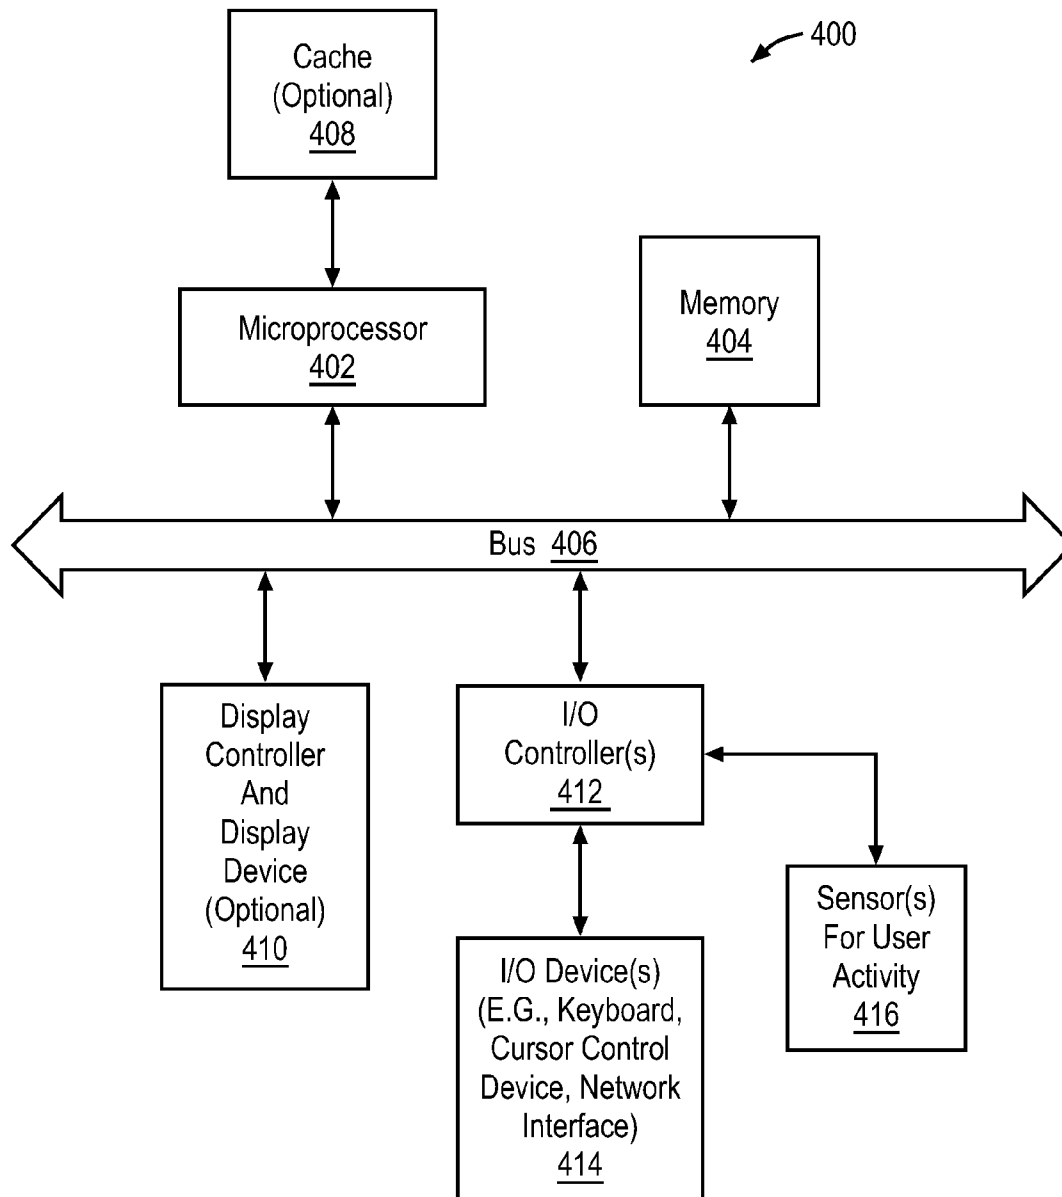 400
Cache
(Optional)
408
Microprocessor
402
Memory
404
Bus 406
Display
Controller
And
Display
Device
(Optional)
410
I/O
Controller(s)
412
Sensor(s)
For User
Activity
416
I/O Device(s)
(E.G., Keyboard,
Cursor Control
Device, Network
Interface)
414